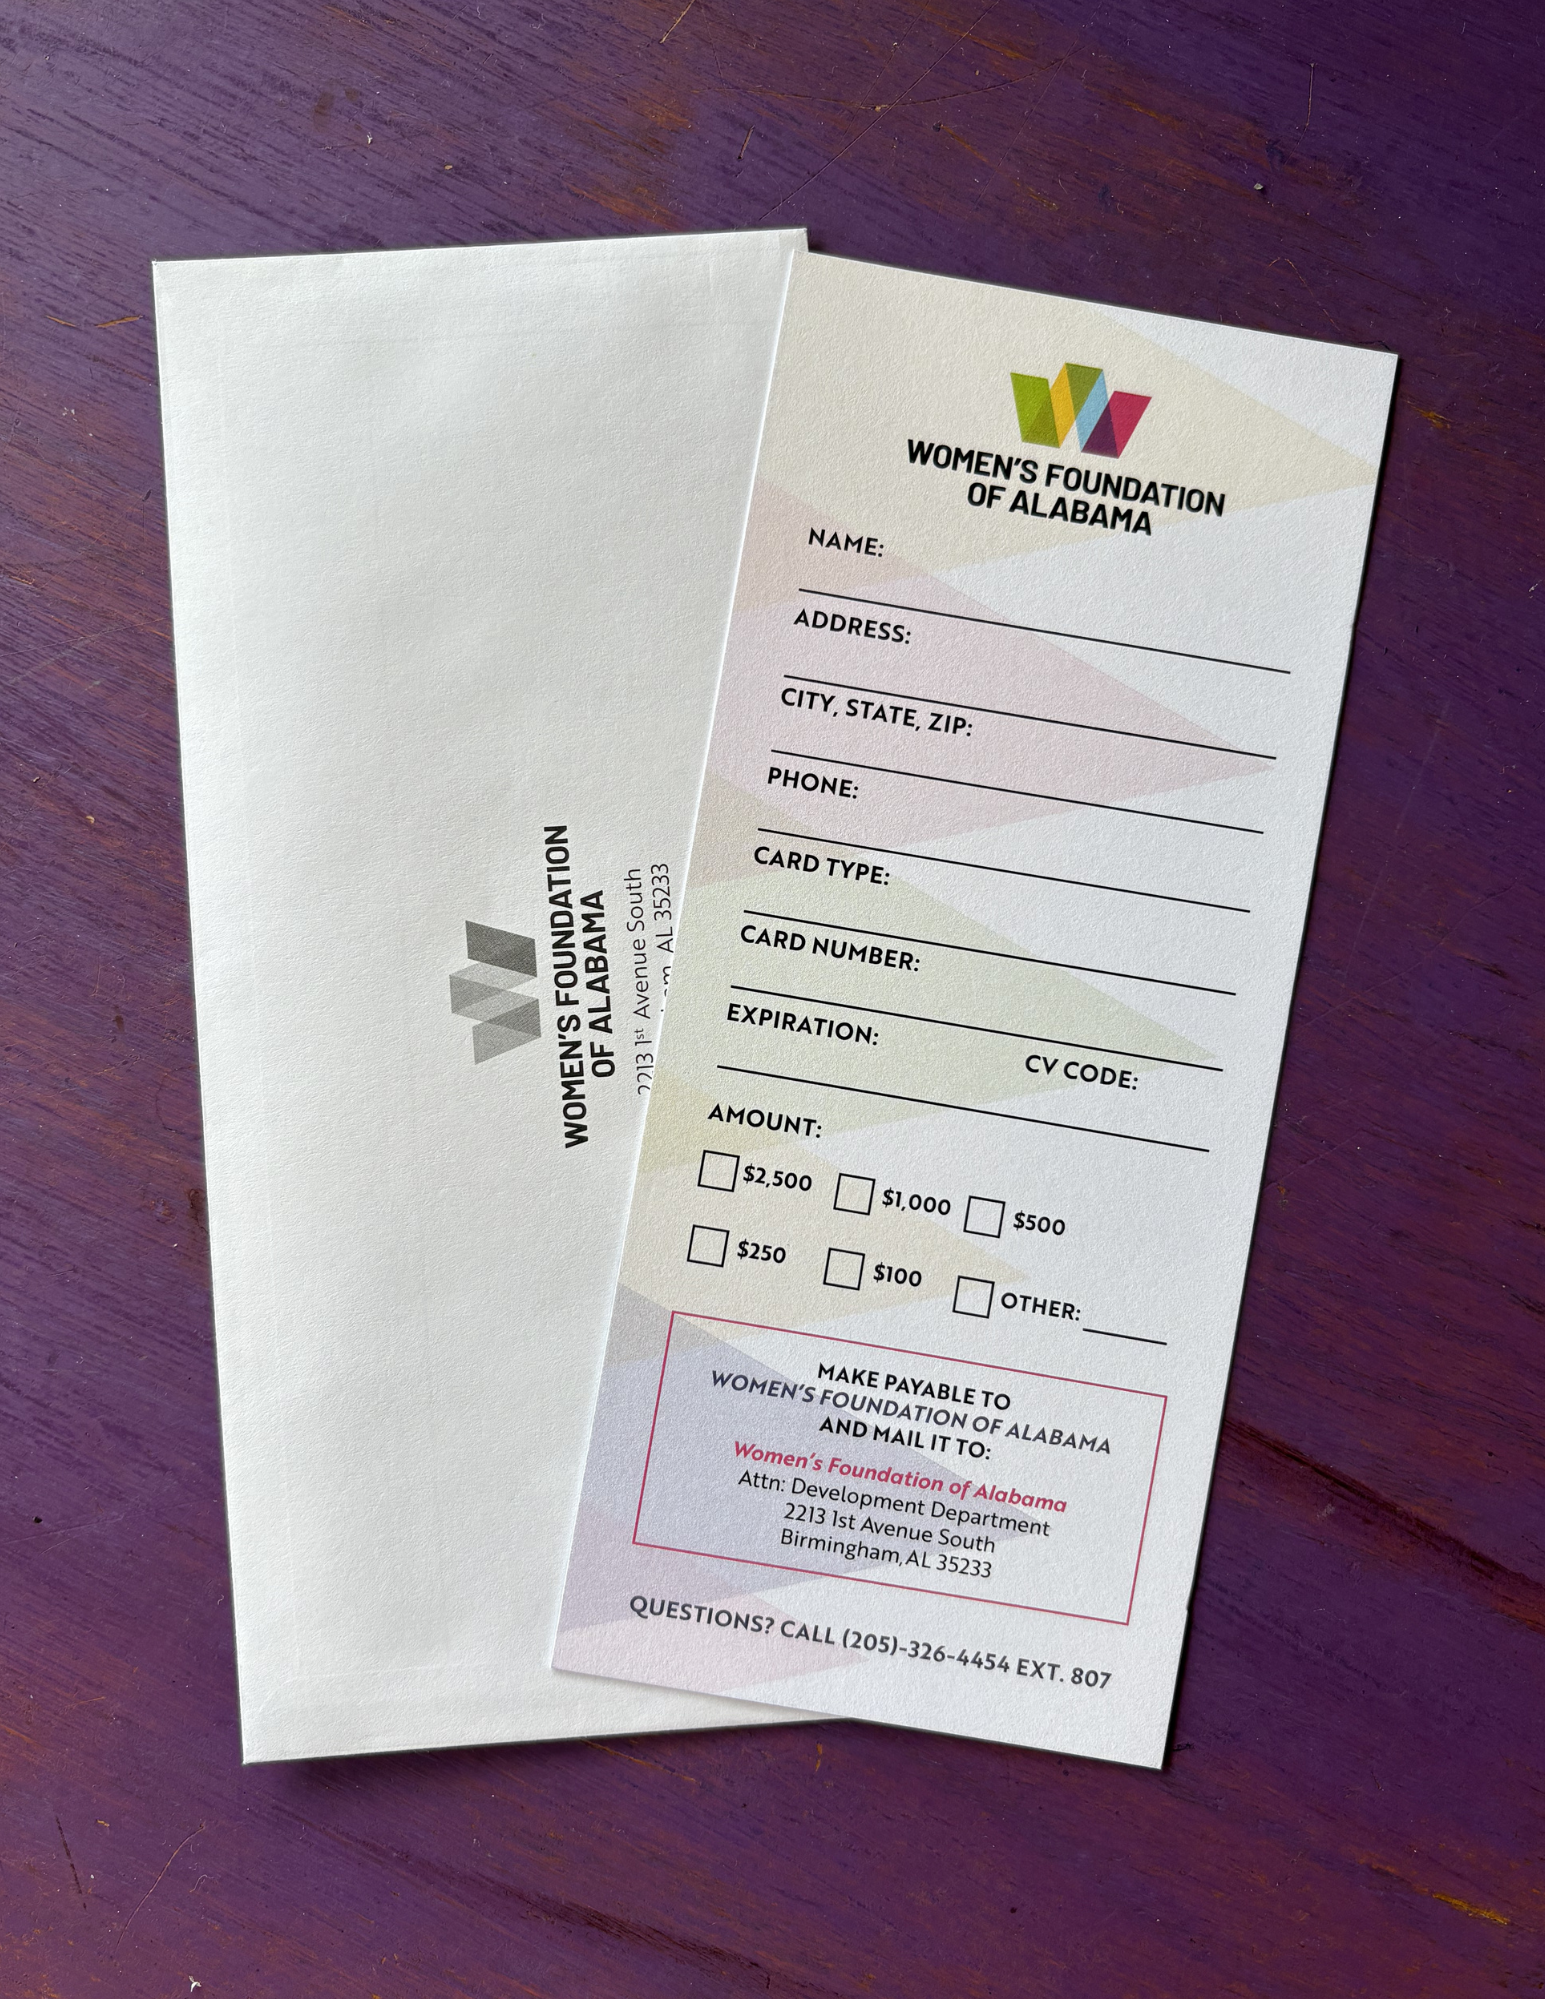 WOMEN'S FOUNDATION
OF ALABAMA
2213 1st Avenue South
AL 35233
WOMEN'S FOUNDATION
OF ALABAMA
NAME:
ADDRESS:
CITY, STATE, ZIP:
PHONE:
CARD TYPE:
CARD NUMBER:
EXPIRATION: CV CODE:
AMOUNT:
$2,500 $1,000 $500
$250 $100 OTHER:
MAKE PAYABLE TO
WOMEN'S FOUNDATION OF ALABAMA
AND MAIL IT TO:
Women's Foundation of Alabama
Attn: Development Department
2213 1st Avenue South
Birmingham, AL 35233
QUESTIONS? CALL (205)-326-4454 EXT. 807